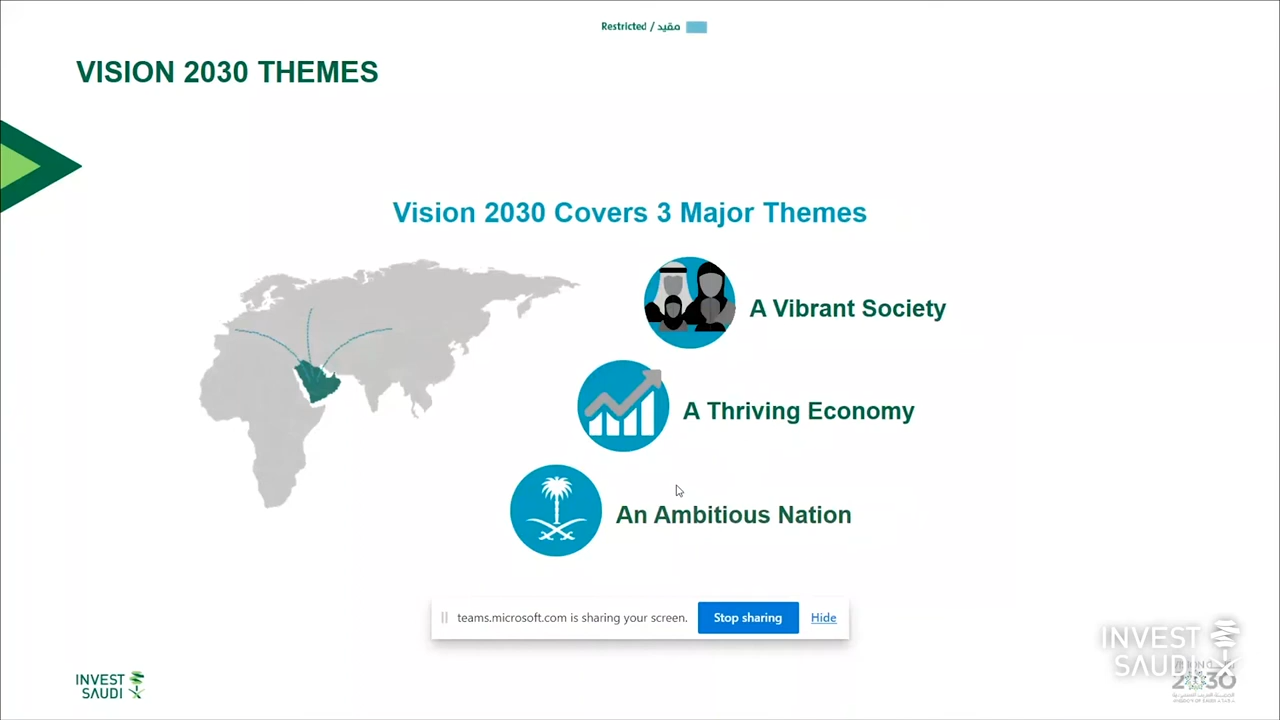 Restricted / مقيد
VISION 2030 THEMES
Vision 2030 Covers 3 Major Themes
A Vibrant Society
A Thriving Economy
An Ambitious Nation
teams.microsoft.com is sharing your screen.
Stop sharing
Hide
INVEST
SAUDI
INVEST
SAUDI
2030